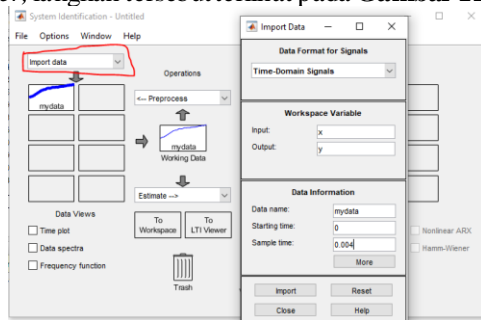 System Identification - Untitled
File Options Window Help
Import data
Operations
<-- Preprocess
mydata
mydata
Working Data
Estimate -->
Data Views
Time plot
Data spectra
Frequency function
To
Workspace
To
LTI Viewer
Trash
Nonlinear ARX
Hamm-Wiener
Import Data
Data Format for Signals
Time-Domain Signals
Workspace Variable
Input: x
Output: y
Data Information
Data name: mydata
Starting time: 0
Sample time: 0.004
More
Import Reset
Close Help